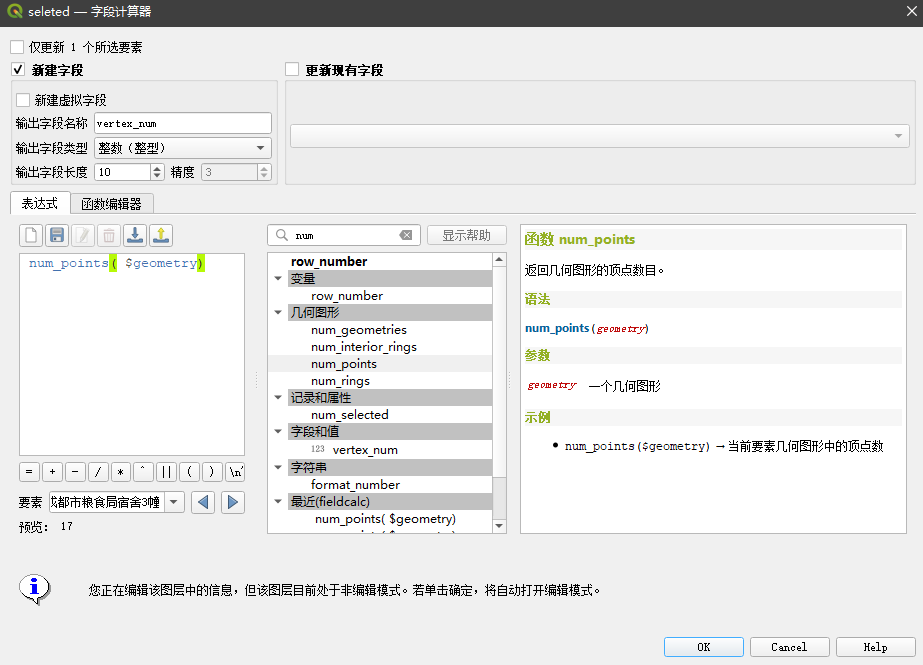 seleted — 字段计算器
仅更新 1 个所选要素
新建字段
更新现有字段
新建虚拟字段
输出字段名称 vertex_num
输出字段类型 整数（整型）
输出字段长度 10 精度 3
表达式 函数编辑器
num_points( $geometry)
= + - / * ^ || ( ) '\n'
要素 成都市粮食局宿舍3幢
预览： 17
num 显示帮助
row_number
变量
row_number
几何图形
num_geometries
num_interior_rings
num_points
num_rings
记录和属性
num_selected
字段和值
123 vertex_num
字符串
format_number
最近(fieldcalc)
num_points( $geometry)
函数 num_points
返回几何图形的顶点数目。
语法
num_points(geometry)
参数
geometry 一个几何图形
示例
• num_points($geometry) → 当前要素几何图形中的顶点数
您正在编辑该图层中的信息，但该图层目前处于非编辑模式。若单击确定，将自动打开编辑模式。
OK Cancel Help